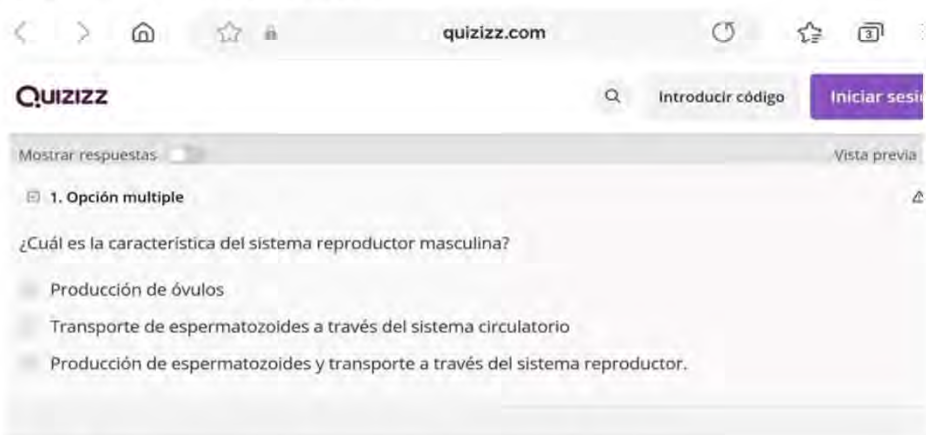 quizizz.com
3
QUIZIZZ
Introducir código
Iniciar
Mostrar respuestas
Vista previa
1. Opción multiple
¿Cuál es la característica del sistema reproductor masculina?
Producción de óvulos
Transporte de espermatozoides a través del sistema circulatorio
Producción de espermatozoides y transporte a través del sistema reproductor.